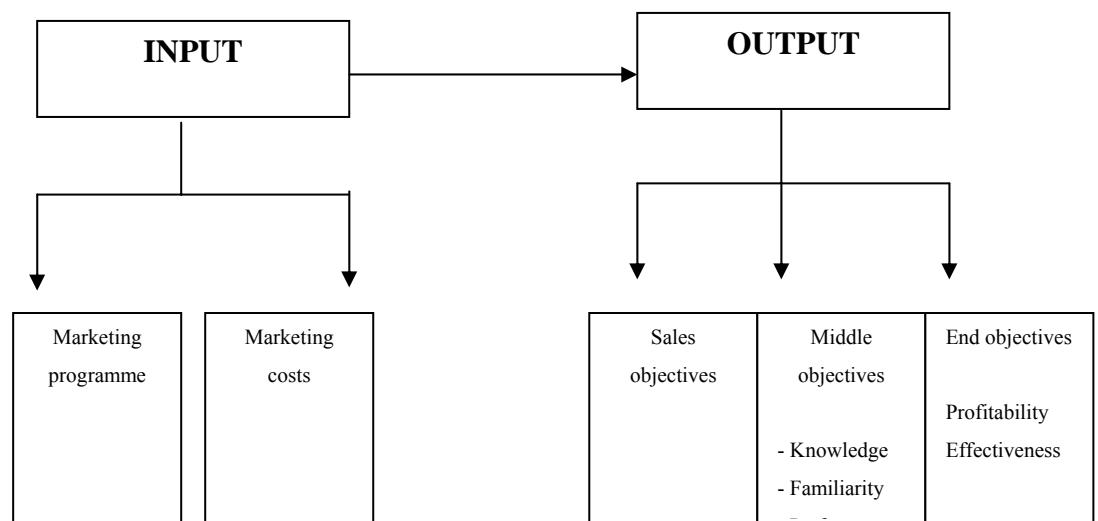 INPUT
OUTPUT
Marketing
programme
Marketing
costs
Sales
objectives
Middle
objectives
- Knowledge
- Familiarity
End objectives
Profitability
Effectiveness